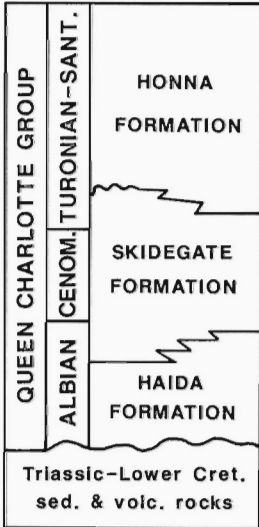 QUEEN CHARLOTTE GROUP
TURONIAN-SANT.
CENOM.
ALBIAN
HONNA
FORMATION
SKIDEGATE
FORMATION
HAIDA
FORMATION
Triassic-Lower Cret.
sed. & volc. rocks